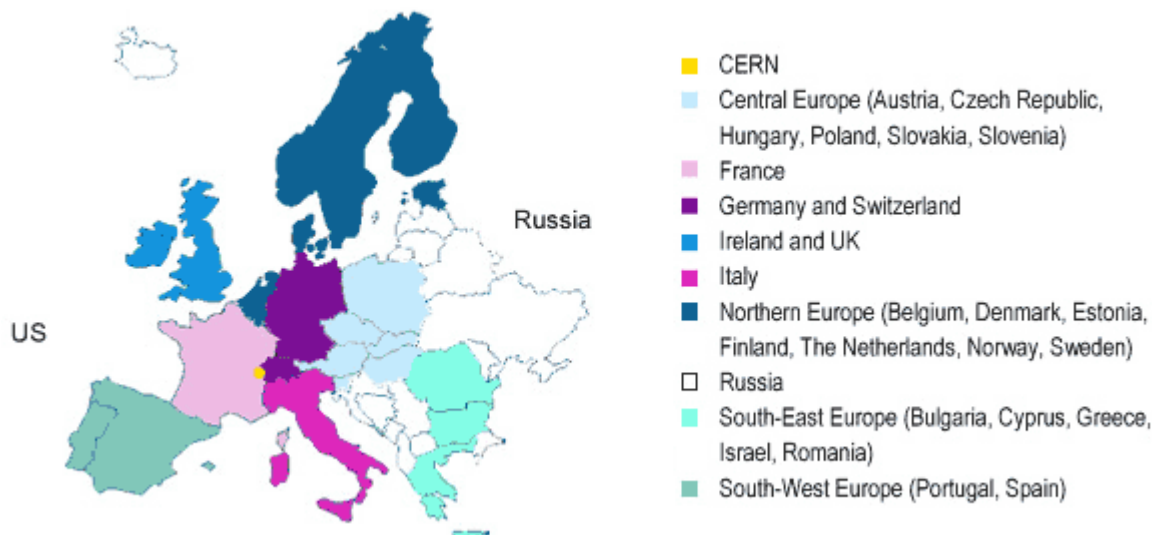 US
Russia
CERN
Central Europe (Austria, Czech Republic,
Hungary, Poland, Slovakia, Slovenia)
France
Germany and Switzerland
Ireland and UK
Italy
Northern Europe (Belgium, Denmark, Estonia,
Finland, The Netherlands, Norway, Sweden)
Russia
South-East Europe (Bulgaria, Cyprus, Greece,
Israel, Romania)
South-West Europe (Portugal, Spain)